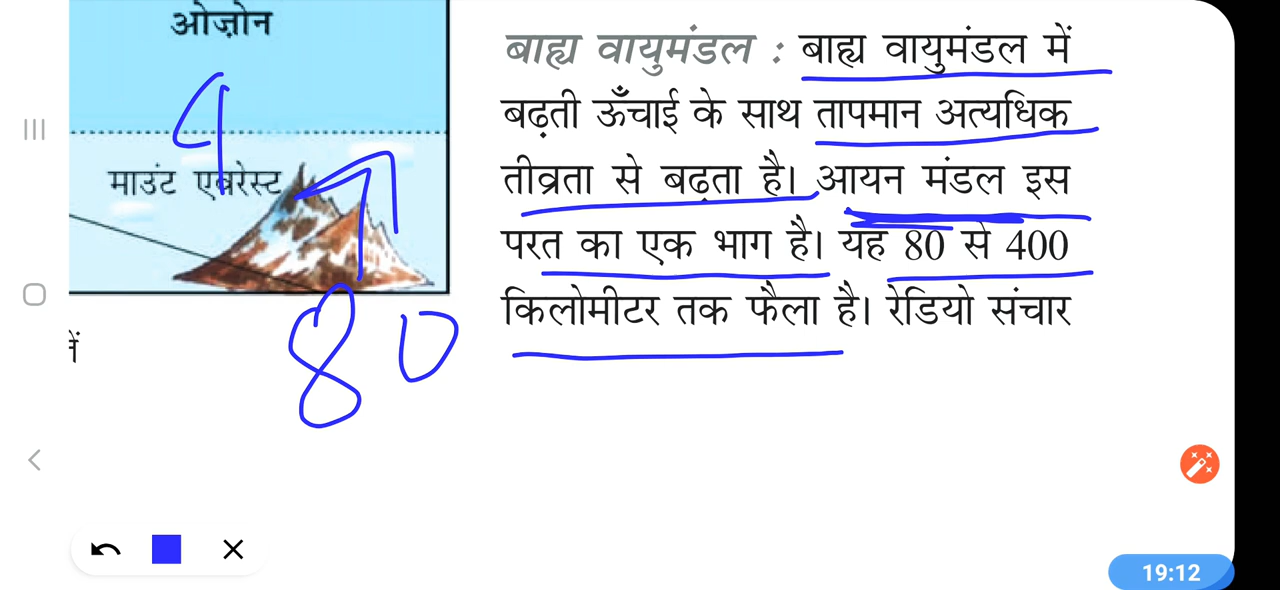 ओज़ोन
माउंट एवरेस्ट
4
80
बाह्य वायुमंडल : बाह्य वायुमंडल में
बढ़ती ऊँचाई के साथ तापमान अत्यधिक
तीव्रता से बढ़ता है। आयन मंडल इस
परत का एक भाग है। यह 80 से 400
किलोमीटर तक फैला है। रेडियो संचार
19:12